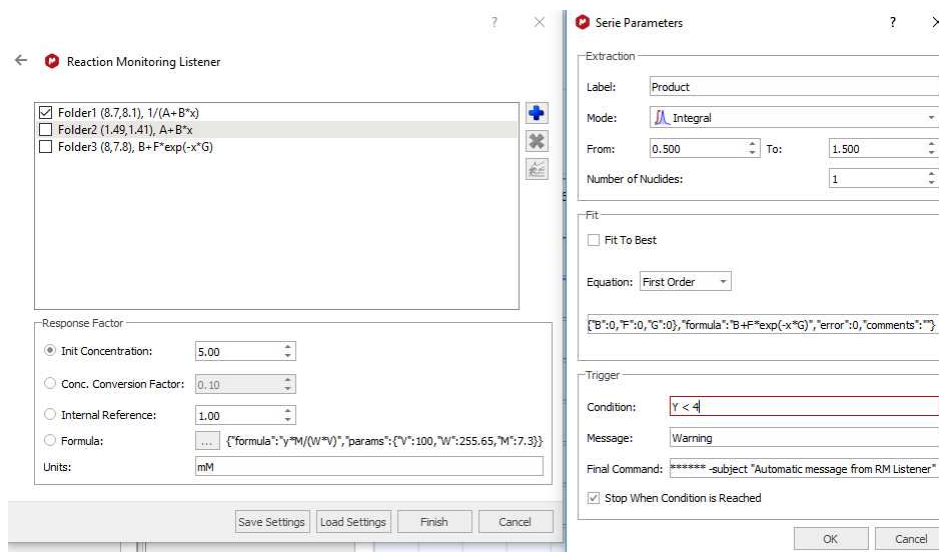 Reaction Monitoring Listener
Folder1 (8.7,8.1), 1/(A+B*x)
Folder2 (1.49,1.41), A+B*x
Folder3 (8,7.8), B+F*exp(-x*G)
Response Factor
Init Concentration: 5.00
Conc. Conversion Factor: 0.10
Internal Reference: 1.00
Formula: ... {"formula":"y*M/(W*V)","params":{"V":100,"W":255.65,"M":7.3}}
Units: mM
Save Settings Load Settings Finish Cancel
? Serie Parameters ?
Extraction
Label: Product
Mode: Integral
From: 0.500 To: 1.500
Number of Nuclides: 1
Fit
Fit To Best
Equation: First Order
{"B":0,"F":0,"G":0},"formula":"B+F*exp(-x*G)","error":0,"comments":""}
Trigger
Condition: Y < 4
Message: Warning
Final Command: ****** -subject "Automatic message from RM Listener"
Stop When Condition is Reached
OK Cancel